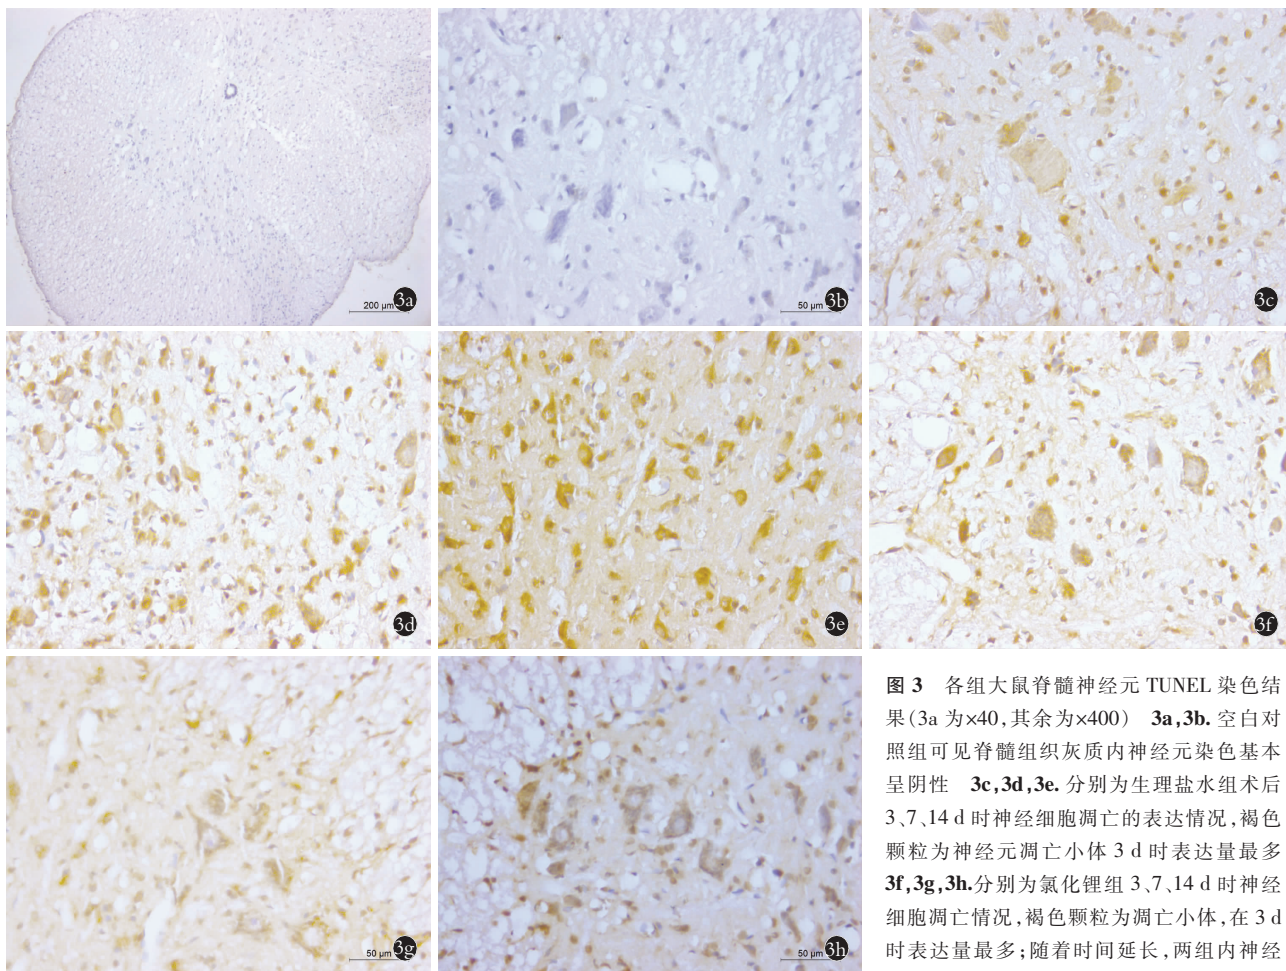 200 μm 3a
50 μm 3b
3c
3d
3e
3f
50 μm 3g
50 μm 3h
图 3 各组大鼠脊髓神经元 TUNEL 染色结
果(3a 为×40,其余为×400) 3a,3b. 空白对
照组可见脊髓组织灰质内神经元染色基本
呈阴性 3c,3d,3e. 分别为生理盐水组术后
3、7、14 d 时神经细胞凋亡的表达情况,褐色
颗粒为神经元凋亡小体 3 d 时表达量最多
3f,3g,3h.分别为氯化锂组 3、7、14 d 时神经
细胞凋亡情况,褐色颗粒为凋亡小体,在 3 d
时表达量最多;随着时间延长,两组内神经